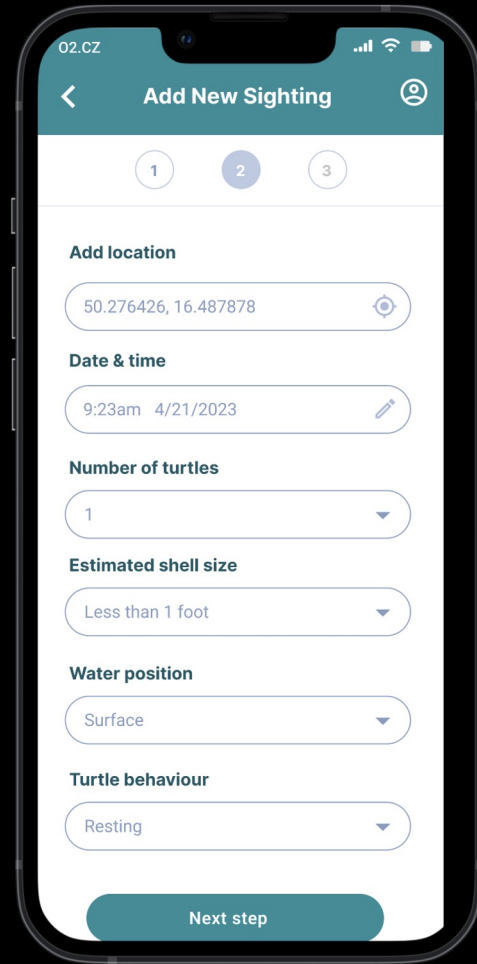 O2.CZ
Add New Sighting
1 2 3
Add location
50.276426, 16.487878
Date & time
9:23am 4/21/2023
Number of turtles
1
Estimated shell size
Less than 1 foot
Water position
Surface
Turtle behaviour
Resting
Next step